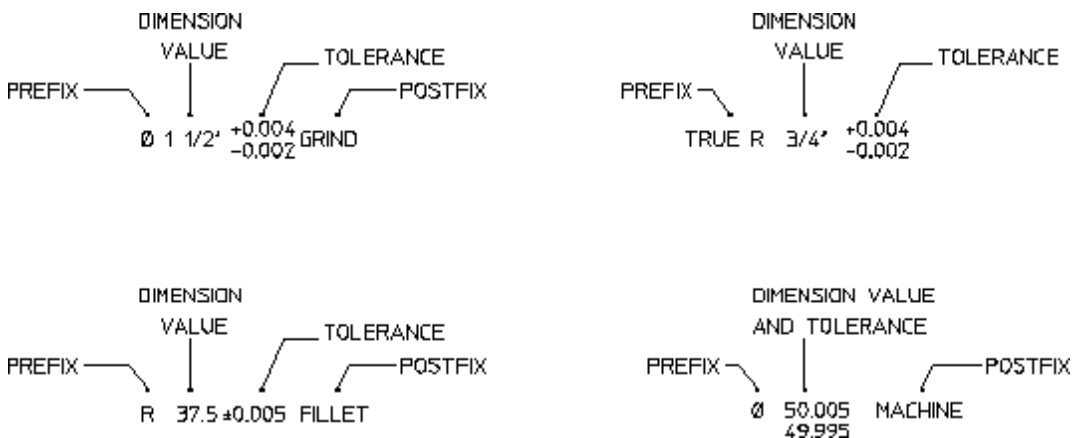 DIMENSION
VALUE
TOLERANCE
PREFIX
POSTFIX
Ø 1 1/2" +0.004 GRIND
-0.002
DIMENSION
VALUE
TOLERANCE
PREFIX
TRUE R 3/4" +0.004
-0.002
DIMENSION
VALUE
TOLERANCE
PREFIX
POSTFIX
R 37.5 ±0.005 FILLET
DIMENSION VALUE
AND TOLERANCE
PREFIX
POSTFIX
Ø 50.005 MACHINE
49.995